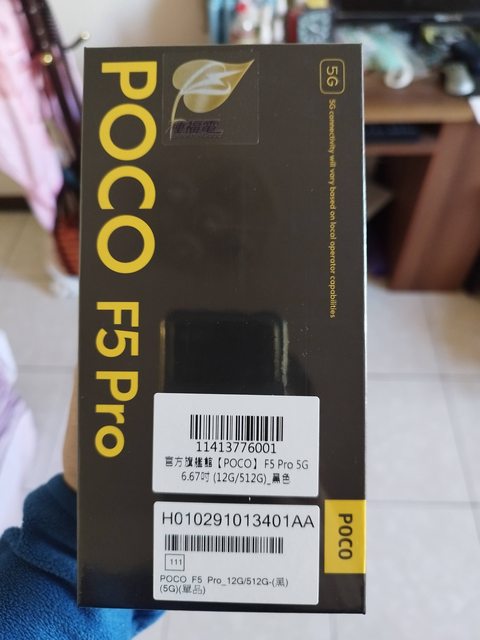 POCO F5 Pro
5G
5G connectivity will vary based on local operator capabilities
11413776001
官方旗艦館【POCO】F5 Pro 5G
6.67吋 (12G/512G)_黑色
H010291013401AA
111
POCO F5 Pro_12G/512G-(黑)
(5G)(單品)
POCO